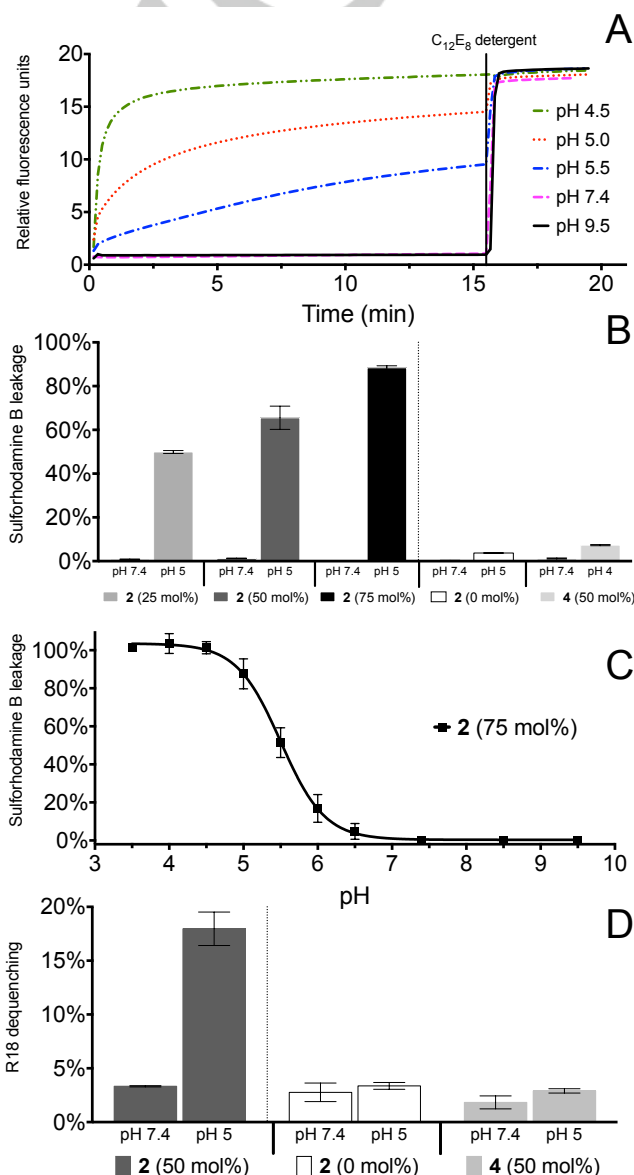 A
C12E8 detergent
Relative fluorescence units
20
15
10
5
0
pH 4.5
pH 5.0
pH 5.5
pH 7.4
pH 9.5
0 5 10 15 20
Time (min)
B
Sulforhodamine B leakage
100%
80%
60%
40%
20%
0%
pH 7.4 pH 5 pH 7.4 pH 5 pH 7.4 pH 5 pH 7.4 pH 5 pH 7.4 pH 4
2 (25 mol%) 2 (50 mol%) 2 (75 mol%) 2 (0 mol%) 4 (50 mol%)
C
Sulforhodamine B leakage
100%
80%
60%
40%
20%
0%
2 (75 mol%)
3 4 5 6 7 8 9 10
pH
D
R18 dequenching
20%
15%
10%
5%
0%
pH 7.4 pH 5 pH 7.4 pH 5 pH 7.4 pH 5
2 (50 mol%) 2 (0 mol%) 4 (50 mol%)